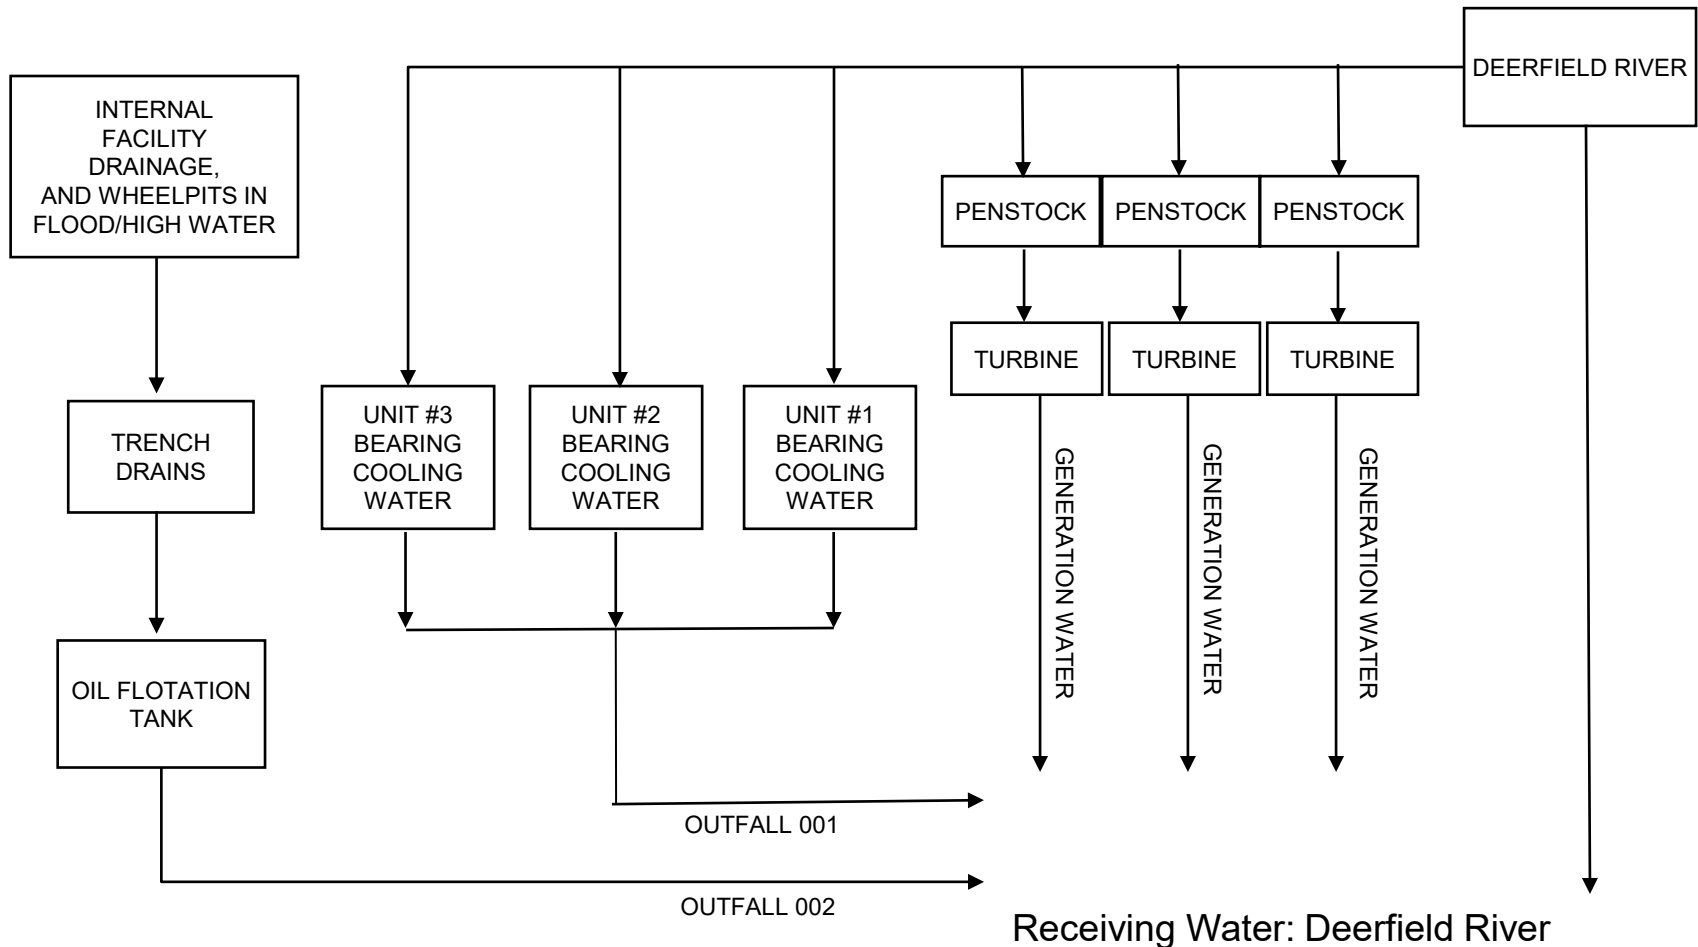 DEERFIELD RIVER
INTERNAL
FACILITY
DRAINAGE,
AND WHEELPITS IN
FLOOD/HIGH WATER
PENSTOCK
PENSTOCK
PENSTOCK
TURBINE
TURBINE
TURBINE
TRENCH
DRAINS
UNIT #3
BEARING
COOLING
WATER
UNIT #2
BEARING
COOLING
WATER
UNIT #1
BEARING
COOLING
WATER
GENERATION WATER
GENERATION WATER
GENERATION WATER
OIL FLOTATION
TANK
OUTFALL 001
OUTFALL 002
Receiving Water: Deerfield River